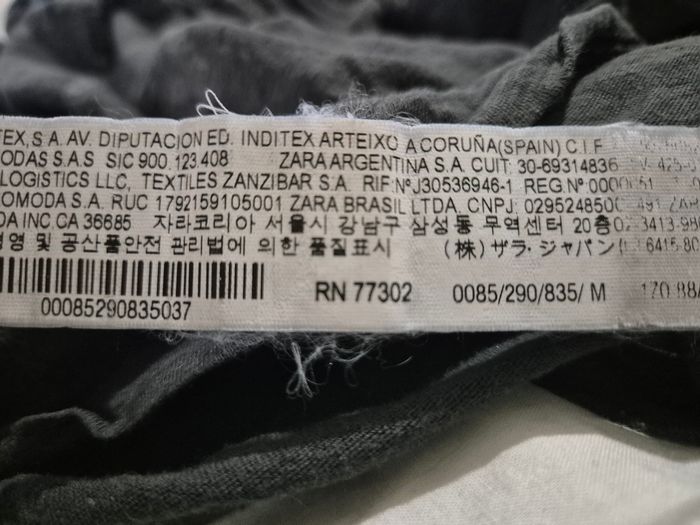 TEX, S.A. AV. DIPUTACION ED. INDITEX ARTEIXO A CORUÑA (SPAIN) C.I.F.
MODAS S.A.S SIC 900.123.408 ZARA ARGENTINA S.A. CUIT: 30-69314836
LOGISTICS LLC, TEXTILES ZANZIBAR S.A. RIF:Nº J30536946-1 REG.Nº
OMODA S.A. RUC 1792159105001 ZARA BRASIL LTDA. CNPJ:
DA INC.CA 36685 자라코리아 서울시 강남구 삼성동 무역센터 20층
및 공산품안전 관리법에 의한 품질표시 (株) ザラ・ジャパン
00085290835037
RN 77302 0085/290/835/ M